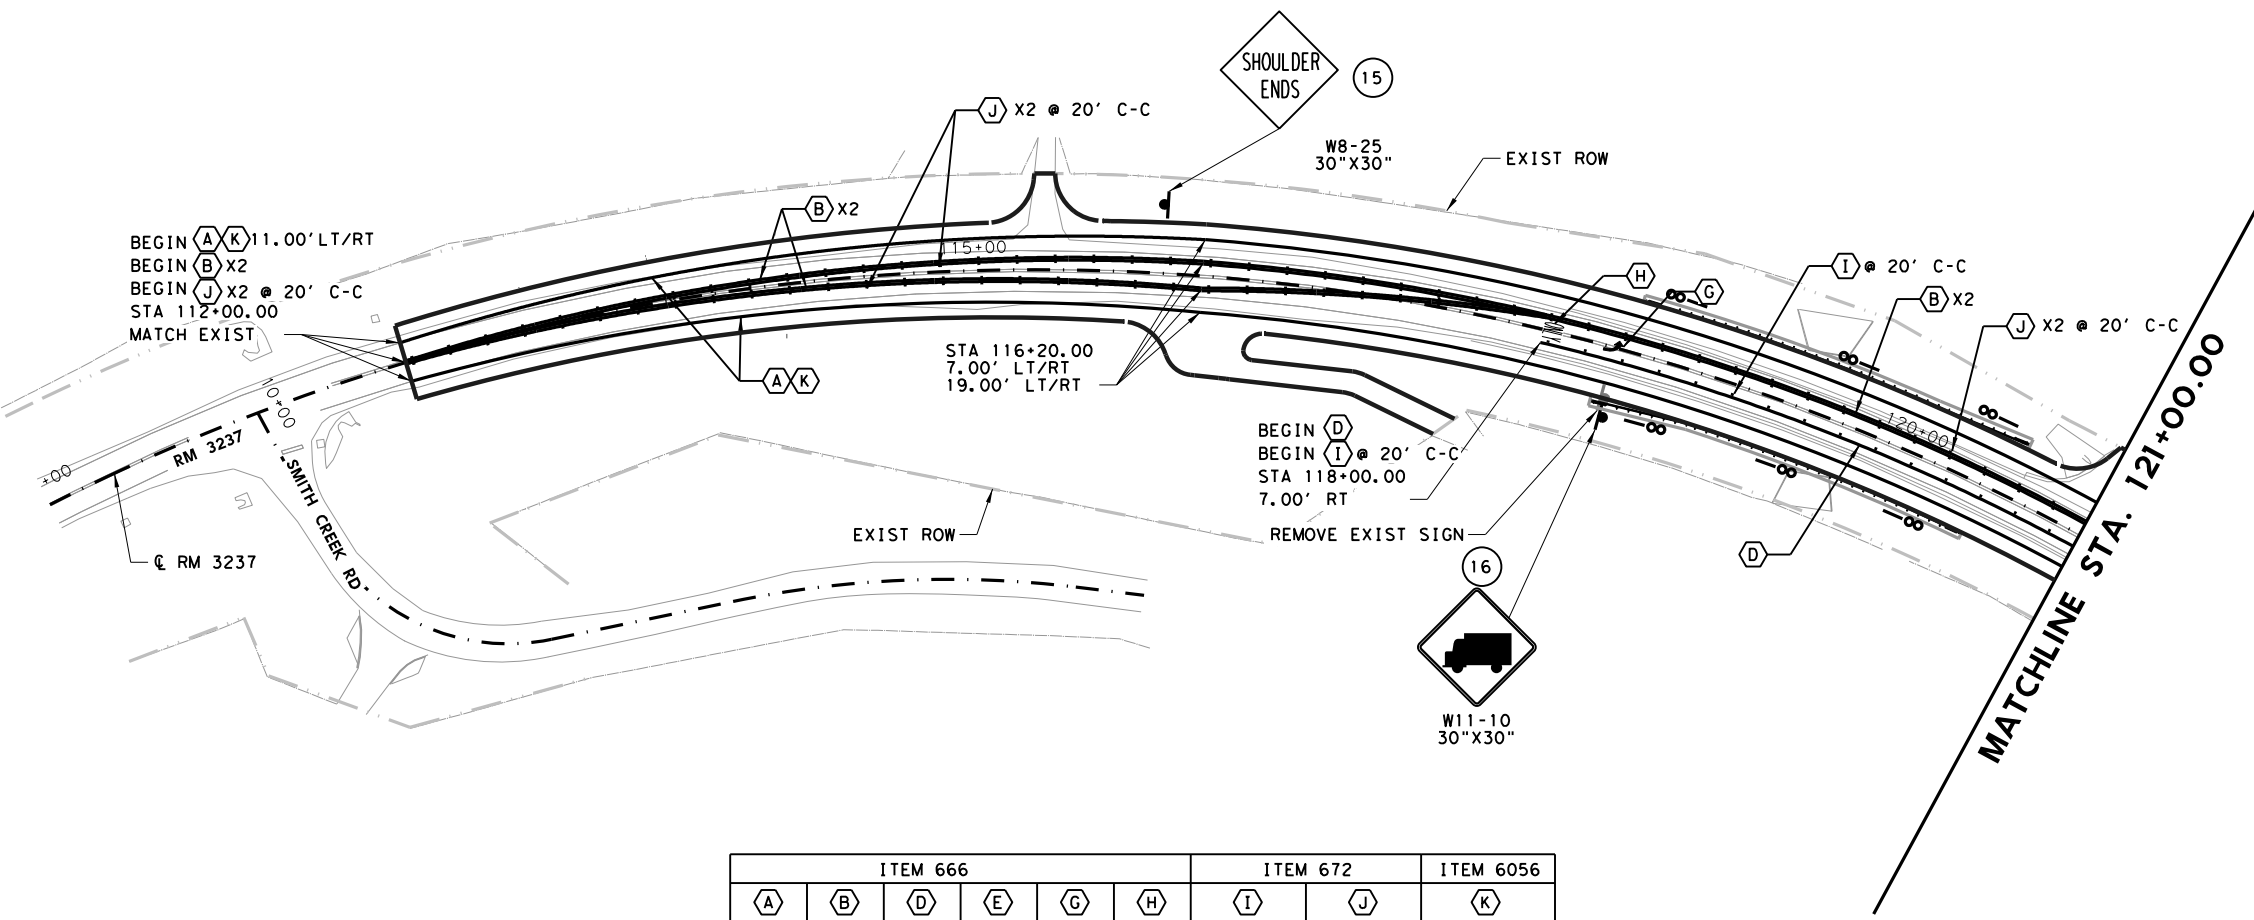 SHOULDER
ENDS
15
W8-25
30"X30"
J X2 @ 20' C-C
EXIST ROW
B X2
BEGIN A K 11.00' LT/RT
BEGIN B X2
BEGIN J X2 @ 20' C-C
STA 112+00.00
MATCH EXIST
115+00
H
G
I @ 20' C-C
B X2
J X2 @ 20' C-C
STA 116+20.00
7.00' LT/RT
19.00' LT/RT
A K
10+00
+00
RM 3237
SMITH CREEK RD
℄ RM 3237
EXIST ROW
BEGIN D
BEGIN I @ 20' C-C
STA 118+00.00
7.00' RT
REMOVE EXIST SIGN
120+00
D
16
W11-10
30"X30"
MATCHLINE STA. 121+00.00
ITEM 666 ITEM 672 ITEM 6056
A B D E G H I J K